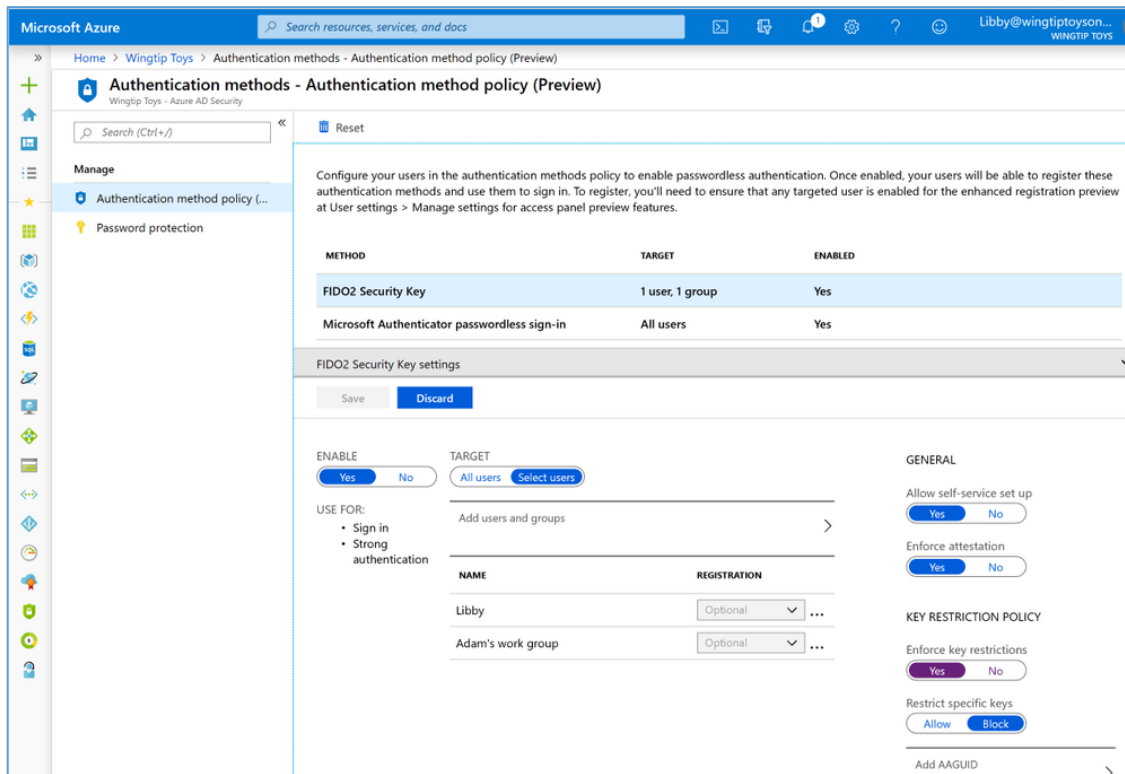 Microsoft Azure
Search resources, services, and docs
1
Libby@wingtiptoyson...
WINGTIP TOYS
Home > Wingtip Toys > Authentication methods - Authentication method policy (Preview)
Authentication methods - Authentication method policy (Preview)
Wingtip Toys - Azure AD Security
Search (Ctrl+/)
Manage
Authentication method policy (...
Password protection
Reset
Configure your users in the authentication methods policy to enable passwordless authentication. Once enabled, your users will be able to register these
authentication methods and use them to sign in. To register, you'll need to ensure that any targeted user is enabled for the enhanced registration preview
at User settings > Manage settings for access panel preview features.
METHOD TARGET ENABLED
FIDO2 Security Key 1 user, 1 group Yes
Microsoft Authenticator passwordless sign-in All users Yes
FIDO2 Security Key settings
Save Discard
ENABLE
Yes No
USE FOR:
• Sign in
• Strong
authentication
TARGET
All users Select users
Add users and groups
NAME REGISTRATION
Libby Optional ...
Adam's work group Optional ...
GENERAL
Allow self-service set up
Yes No
Enforce attestation
Yes No
KEY RESTRICTION POLICY
Enforce key restrictions
Yes No
Restrict specific keys
Allow Block
Add AAGUID